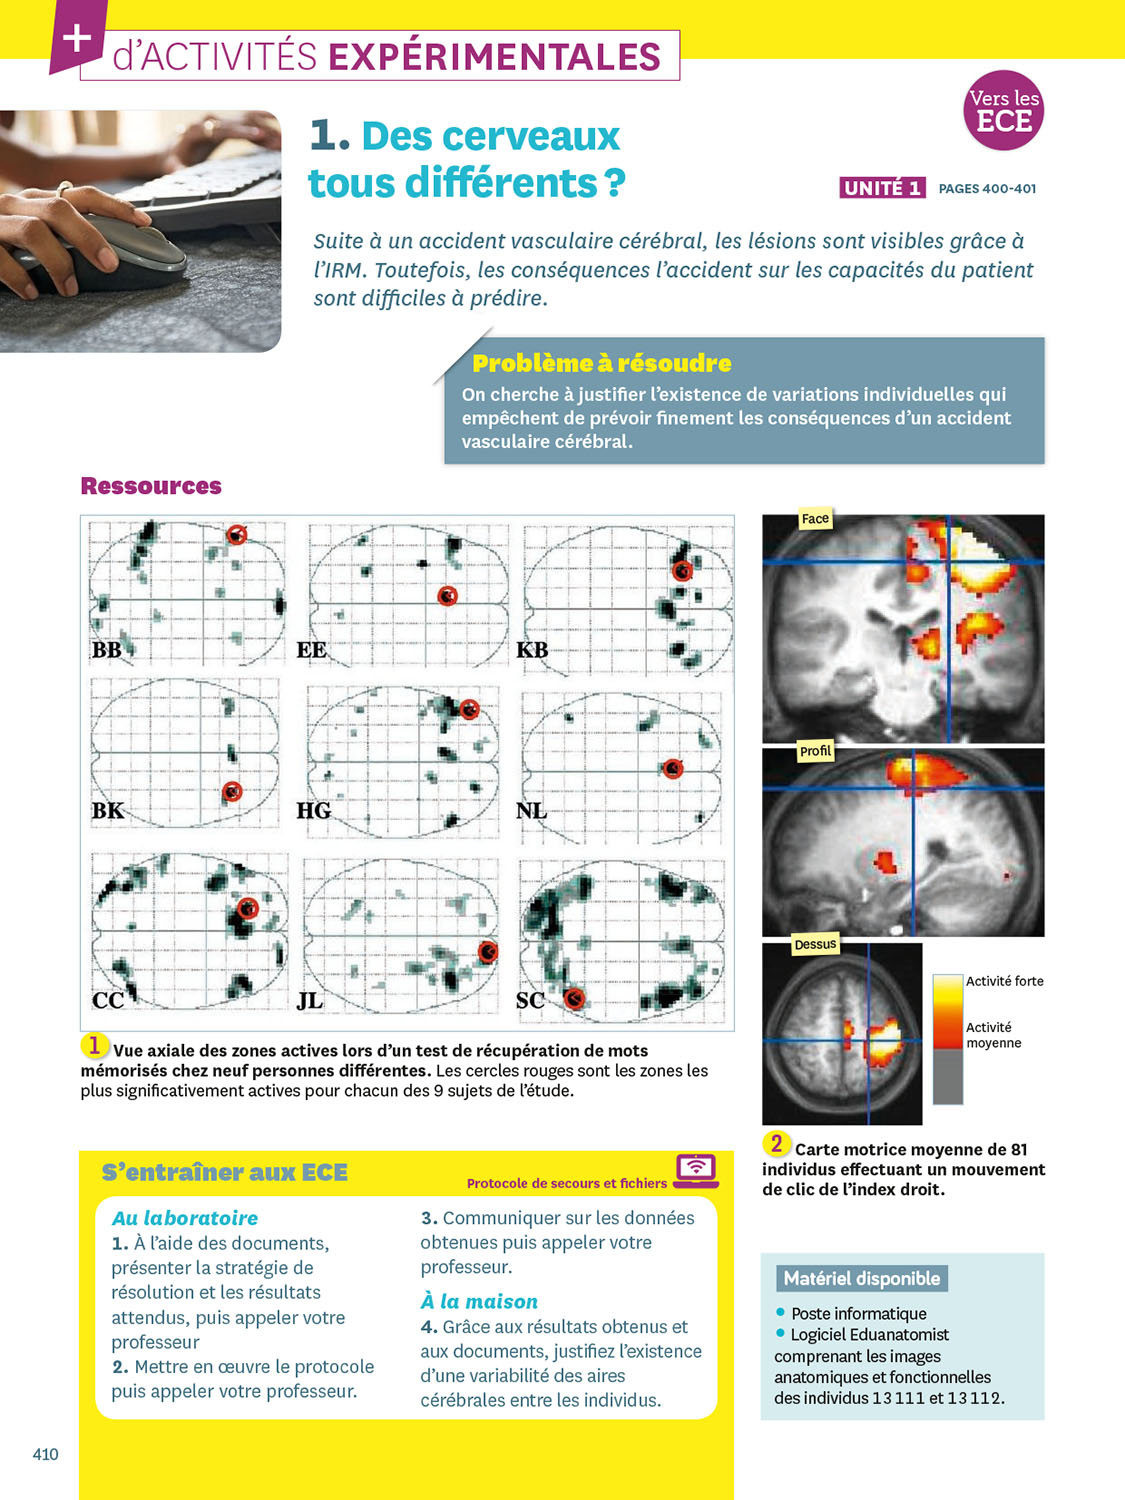 +
d'ACTIVITÉS EXPÉRIMENTALES
Vers les
ECE
1. Des cerveaux
tous différents ?
UNITÉ 1 PAGES 400-401
Suite à un accident vasculaire cérébral, les lésions sont visibles grâce à
l'IRM. Toutefois, les conséquences l'accident sur les capacités du patient
sont difficiles à prédire.
Problème à résoudre
On cherche à justifier l'existence de variations individuelles qui
empêchent de prévoir finement les conséquences d'un accident
vasculaire cérébral.
Ressources
BB
EE
KB
BK
HG
NL
CC
JL
SC
1 Vue axiale des zones actives lors d'un test de récupération de mots
mémorisés chez neuf personnes différentes. Les cercles rouges sont les zones les
plus significativement actives pour chacun des 9 sujets de l'étude.
Face
Profil
Dessus
Activité forte
Activité
moyenne
2 Carte motrice moyenne de 81
individus effectuant un mouvement
de clic de l'index droit.
S'entraîner aux ECE
Protocole de secours et fichiers
Au laboratoire
1. À l'aide des documents,
présenter la stratégie de
résolution et les résultats
attendus, puis appeler votre
professeur
2. Mettre en œuvre le protocole
puis appeler votre professeur.
3. Communiquer sur les données
obtenues puis appeler votre
professeur.
À la maison
4. Grâce aux résultats obtenus et
aux documents, justifiez l'existence
d'une variabilité des aires
cérébrales entre les individus.
Matériel disponible
• Poste informatique
• Logiciel Eduanatomist
comprenant les images
anatomiques et fonctionnelles
des individus 13 111 et 13 112.
410